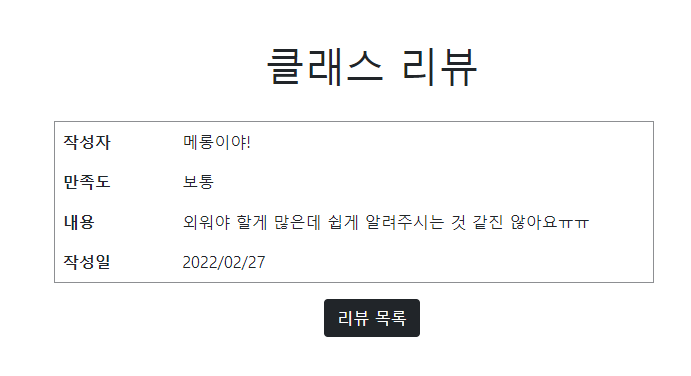 클래스 리뷰
작성자 메롱이야!
만족도 보통
내용 외워야 할게 많은데 쉽게 알려주시는 것 같진 않아요ㅠㅠ
작성일 2022/02/27
리뷰 목록